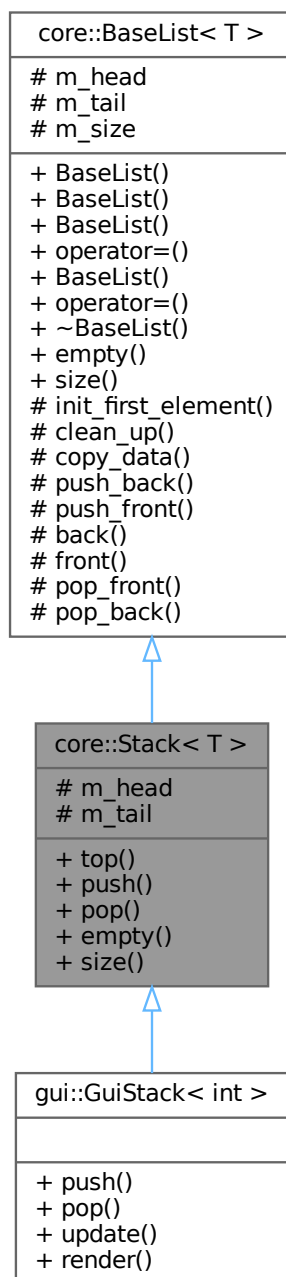 core::BaseList< T >
# m_head
# m_tail
# m_size
+ BaseList()
+ BaseList()
+ BaseList()
+ operator=()
+ BaseList()
+ operator=()
+ ~BaseList()
+ empty()
+ size()
# init_first_element()
# clean_up()
# copy_data()
# push_back()
# push_front()
# back()
# front()
# pop_front()
# pop_back()
core::Stack< T >
# m_head
# m_tail
+ top()
+ push()
+ pop()
+ empty()
+ size()
gui::GuiStack< int >
+ push()
+ pop()
+ update()
+ render()